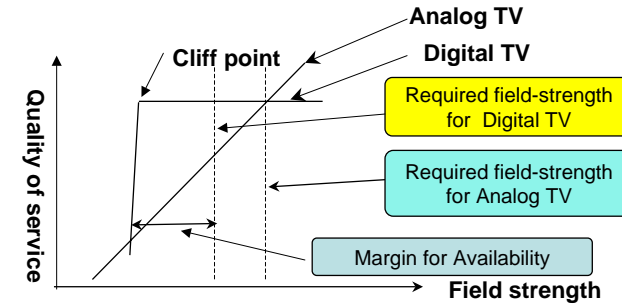 Analog TV
Cliff point
Digital TV
Quality of service
Required field-strength
for Digital TV
Required field-strength
for Analog TV
Margin for Availability
Field strength